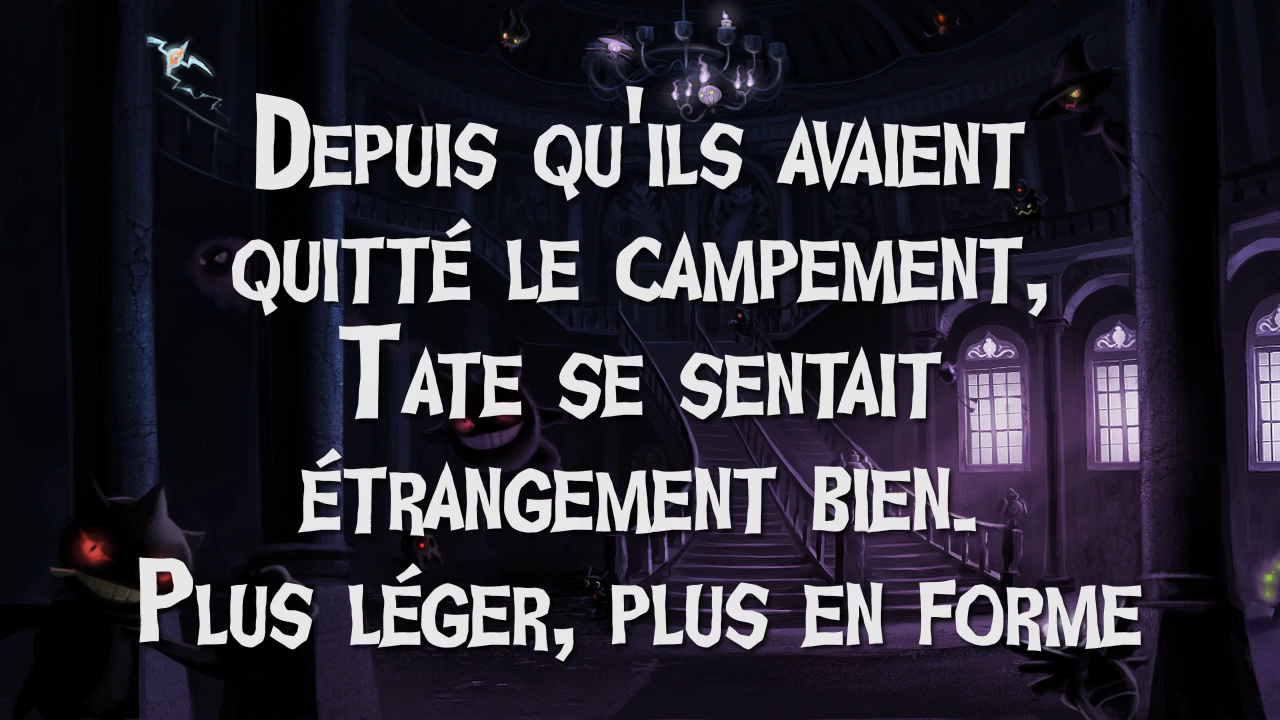 Depuis qu'ils avaient
quitté le campement,
Tate se sentait
étrangement bien.
Plus léger, plus en forme